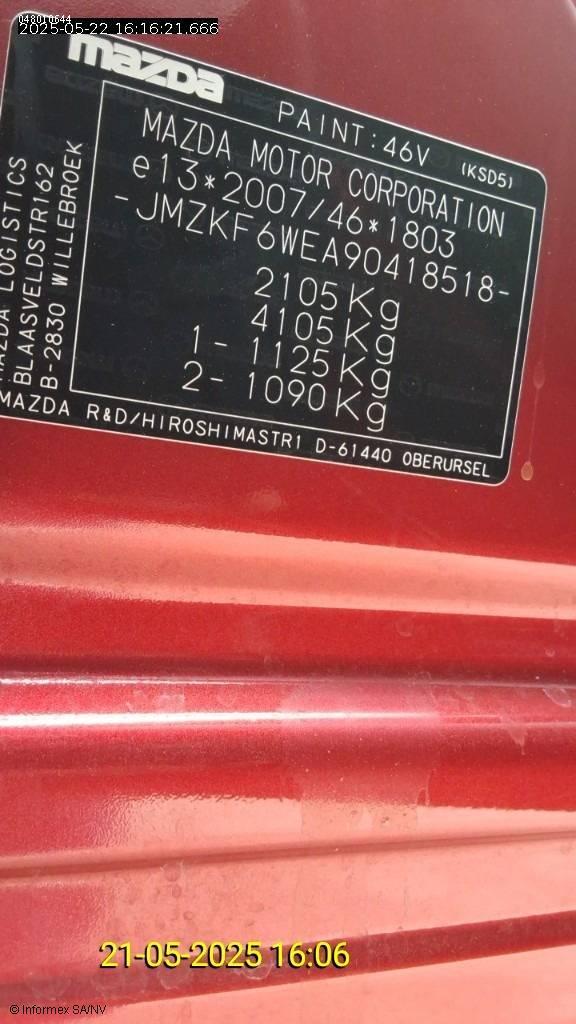 048010644
2025-05-22 16:16:21.666
mazda
PAINT:46V (KSD5)
MAZDA MOTOR CORPORATION
e13*2007/46*1803
-JMZKF6WEA90418518-
2105Kg
4105Kg
1- 1125Kg
2- 1090Kg
MAZDA LOGISTICS
BLAASVELDSTR162
B-2830 WILLEBROEK
MAZDA R&D/HIROSHIMASTR1 D-61440 OBERURSEL
21-05-2025 16:06
© Informex SA/NV